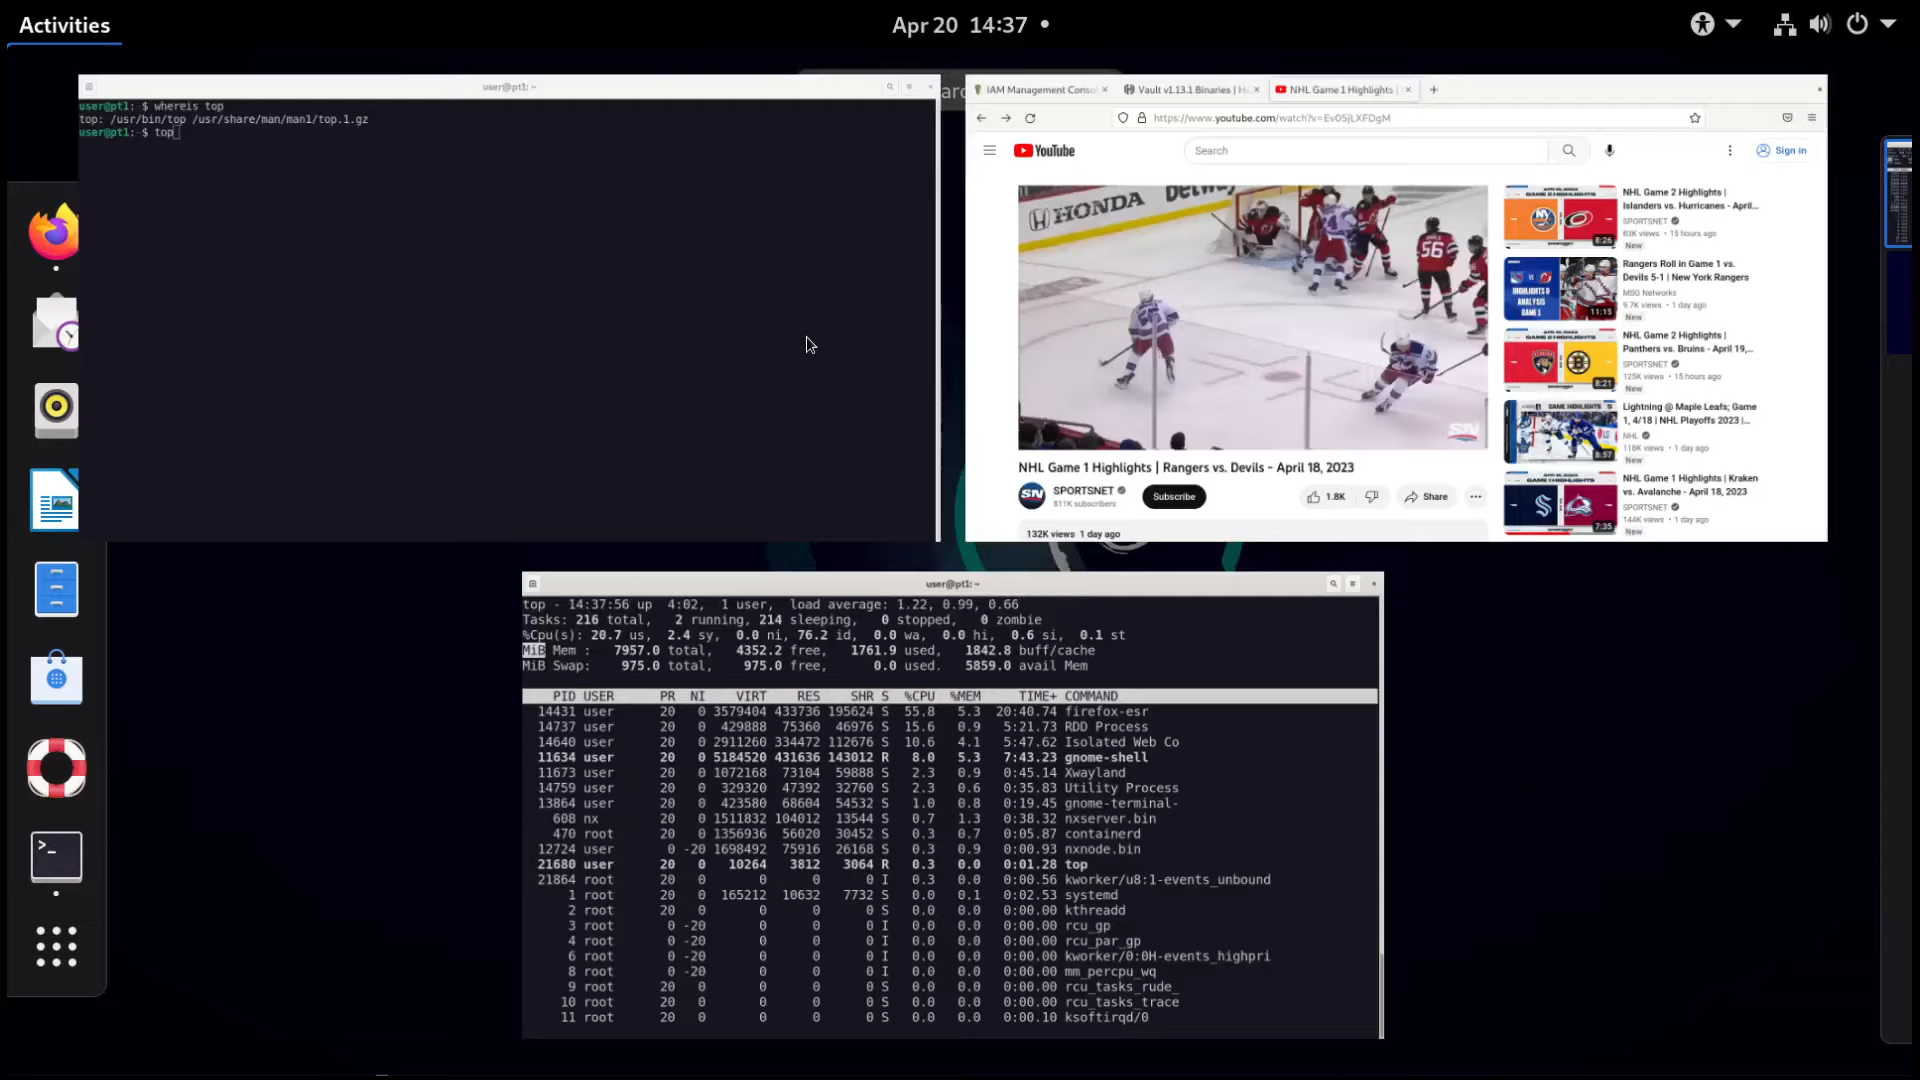 Activities
Apr 20 14:37
user@pt1: ~
user@pt1: $ whereis top
top: /usr/bin/top /usr/share/man/man1/top.1.gz
user@pt1: $ top
IAM Management Conso
Vault v1.13.1 Binaries | H
NHL Game 1 Highlights |
https://www.youtube.com/watch?v=Ev0SjLXFDgM
YouTube
Search
Sign in
HONDA
56
SN
NHL Game 1 Highlights | Rangers vs. Devils - April 18, 2023
SN
SPORTSNET
811K subscribers
Subscribe
1.8K
Share
132K views 1 day ago
8:26
NHL Game 2 Highlights |
Islanders vs. Hurricanes - April...
SPORTSNET
83K views • 15 hours ago
New
HIGHLIGHTS &
ANALYSIS
GAME 1
11:15
Rangers Roll in Game 1 vs.
Devils 5-1 | New York Rangers
MSG Networks
9.7K views • 1 day ago
New
8:21
NHL Game 2 Highlights |
Panthers vs. Bruins - April 19,...
SPORTSNET
125K views • 15 hours ago
New
GAME HIGHLIGHTS
8:57
Lightning @ Maple Leafs; Game
1, 4/18 | NHL Playoffs 2023 |...
NHL
118K views • 1 day ago
New
7:35
NHL Game 1 Highlights | Kraken
vs. Avalanche - April 18, 2023
SPORTSNET
144K views • 1 day ago
New
user@pt1: ~
top - 14:37:56 up 4:02, 1 user, load average: 1.22, 0.99, 0.66
Tasks: 216 total, 2 running, 214 sleeping, 0 stopped, 0 zombie
%Cpu(s): 20.7 us, 2.4 sy, 0.0 ni, 76.2 id, 0.0 wa, 0.0 hi, 0.6 si, 0.1 st
MiB Mem : 7957.0 total, 4352.2 free, 1761.9 used, 1842.8 buff/cache
MiB Swap: 975.0 total, 975.0 free, 0.0 used. 5859.0 avail Mem
PID USER PR NI VIRT RES SHR S %CPU %MEM TIME+ COMMAND
14431 user 20 0 3579404 433736 195624 S 55.8 5.3 20:40.74 firefox-esr
14737 user 20 0 429888 75360 46976 S 15.6 0.9 5:21.73 RDD Process
14640 user 20 0 2911260 334472 112676 S 10.6 4.1 5:47.62 Isolated Web Co
11634 user 20 0 5184520 431636 143012 R 8.0 5.3 7:43.23 gnome-shell
11673 user 20 0 1072168 73104 59888 S 2.3 0.9 0:45.14 Xwayland
14759 user 20 0 329320 47392 32760 S 2.3 0.6 0:35.83 Utility Process
13864 user 20 0 423580 68604 54532 S 1.0 0.8 0:19.45 gnome-terminal-
608 nx 20 0 1511832 104012 13544 S 0.7 1.3 0:38.32 nxserver.bin
470 root 20 0 1356936 56020 30452 S 0.3 0.7 0:05.87 containerd
12724 root 0 -20 1698492 75916 26168 S 0.3 0.9 0:00.93 nxnode.bin
21680 user 20 0 10264 3812 3064 R 0.3 0.0 0:01.28 top
21864 root 20 0 0 0 0 I 0.3 0.0 0:00.56 kworker/u8:1-events_unbound
1 root 20 0 165212 10632 7732 S 0.0 0.1 0:02.53 systemd
2 root 20 0 0 0 0 S 0.0 0.0 0:00.00 kthreadd
3 root 0 -20 0 0 0 I 0.0 0.0 0:00.00 rcu_gp
4 root 0 -20 0 0 0 I 0.0 0.0 0:00.00 rcu_par_gp
6 root 0 -20 0 0 0 I 0.0 0.0 0:00.00 kworker/0:0H-events_highpri
8 root 0 -20 0 0 0 I 0.0 0.0 0:00.00 mm_percpu_wq
9 root 20 0 0 0 0 S 0.0 0.0 0:00.00 rcu_tasks_rude_
10 root 20 0 0 0 0 S 0.0 0.0 0:00.00 rcu_tasks_trace
11 root 20 0 0 0 0 S 0.0 0.0 0:00.10 ksoftirqd/0